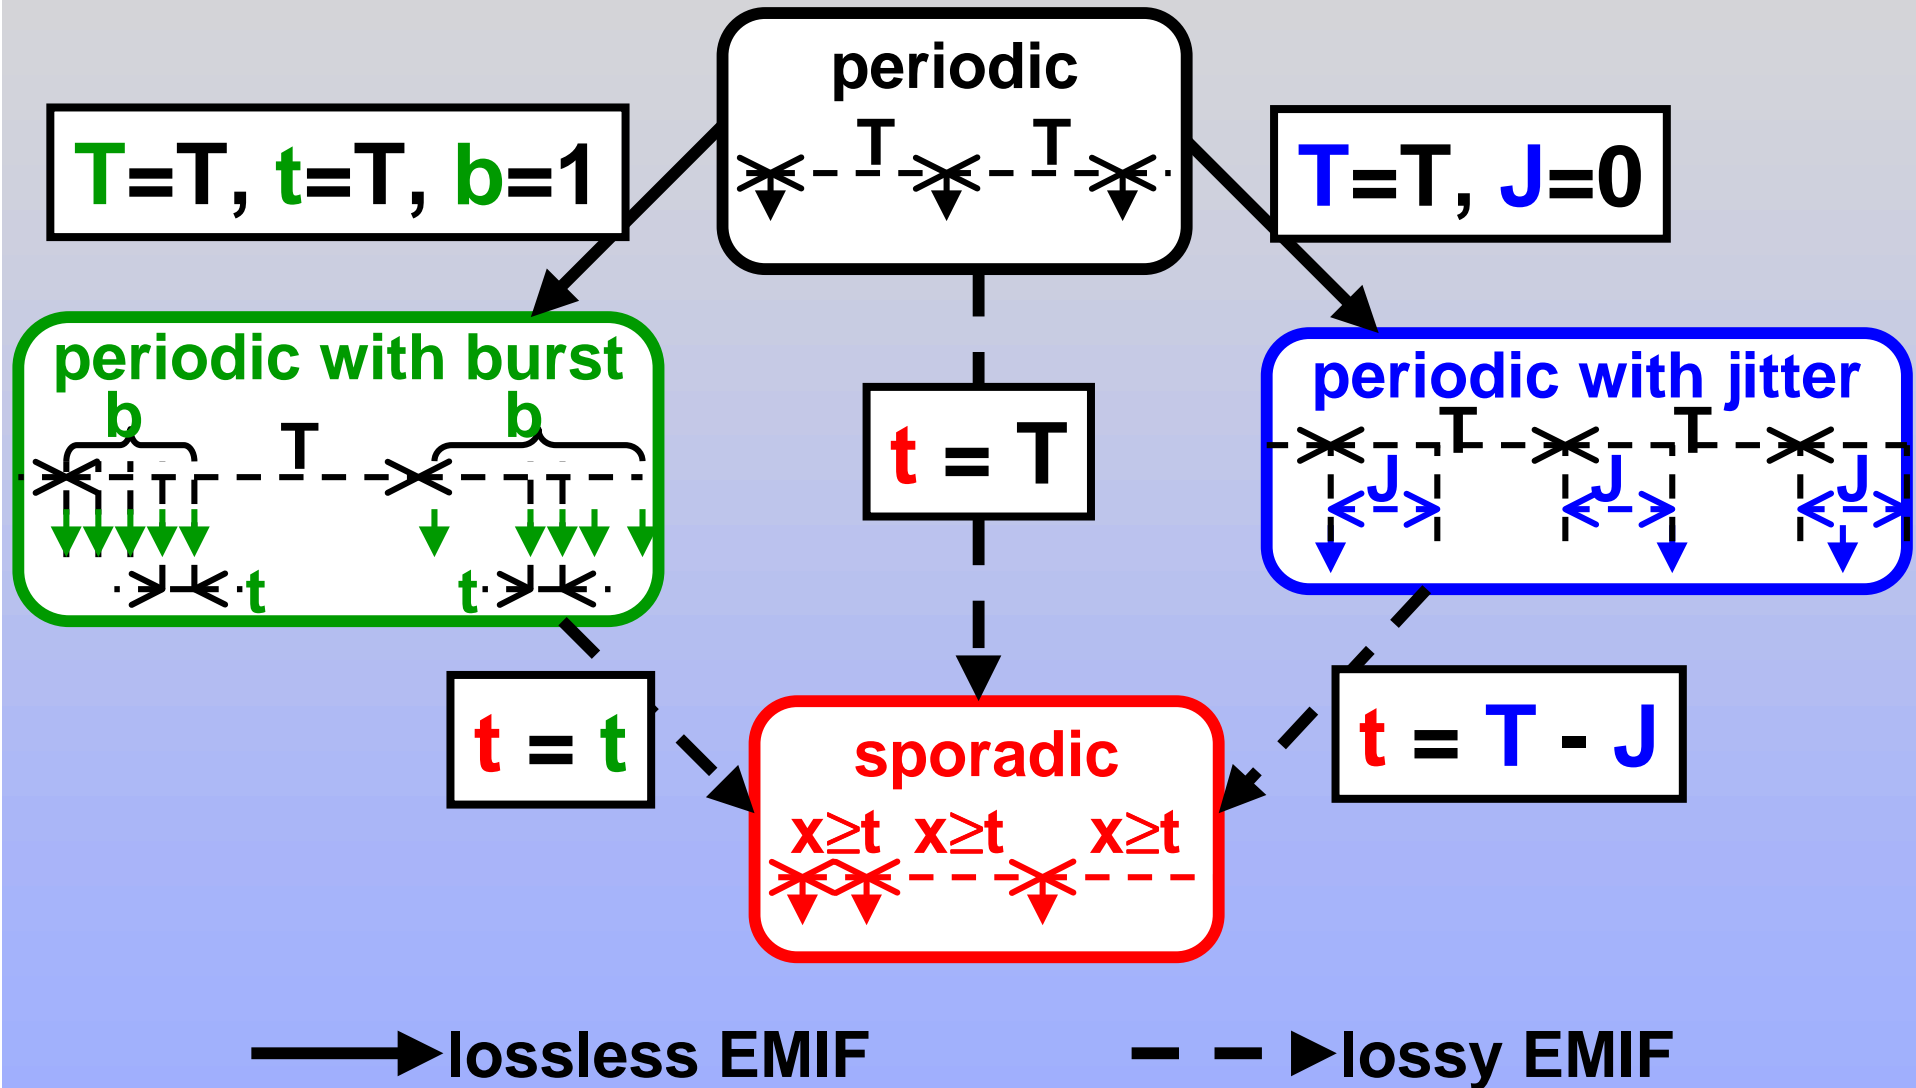 periodic
T T
T=T, t=T, b=1
T=T, J=0
periodic with burst
b b
T
t t
t = T
periodic with jitter
T T
J J J
t = t
t = T - J
sporadic
x≥t x≥t x≥t
lossless EMIF
lossy EMIF